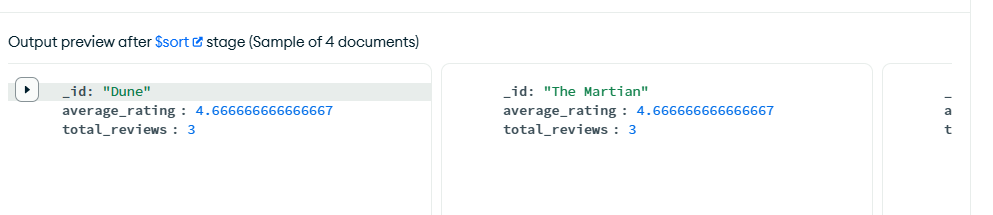 Output preview after $sort stage (Sample of 4 documents)
_id: "Dune"
average_rating : 4.666666666666667
total_reviews : 3
_id: "The Martian"
average_rating : 4.666666666666667
total_reviews : 3
_
a
t